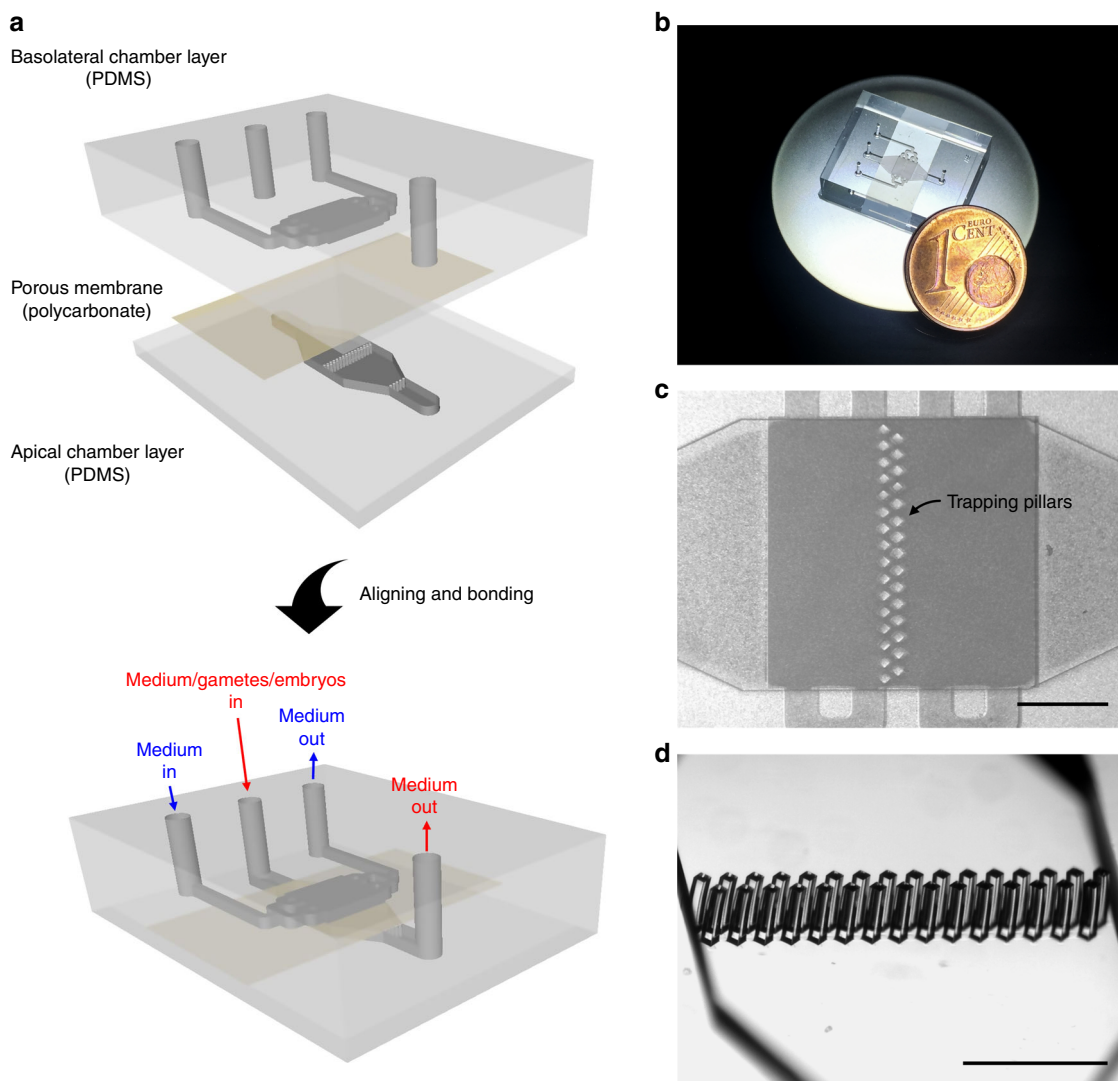 a
Basolateral chamber layer
(PDMS)
Porous membrane
(polycarbonate)
Apical chamber layer
(PDMS)
Aligning and bonding
Medium/gametes/embryos
in
Medium
out
Medium
in
Medium
out
b
1
EURO
CENT
c
Trapping pillars
d